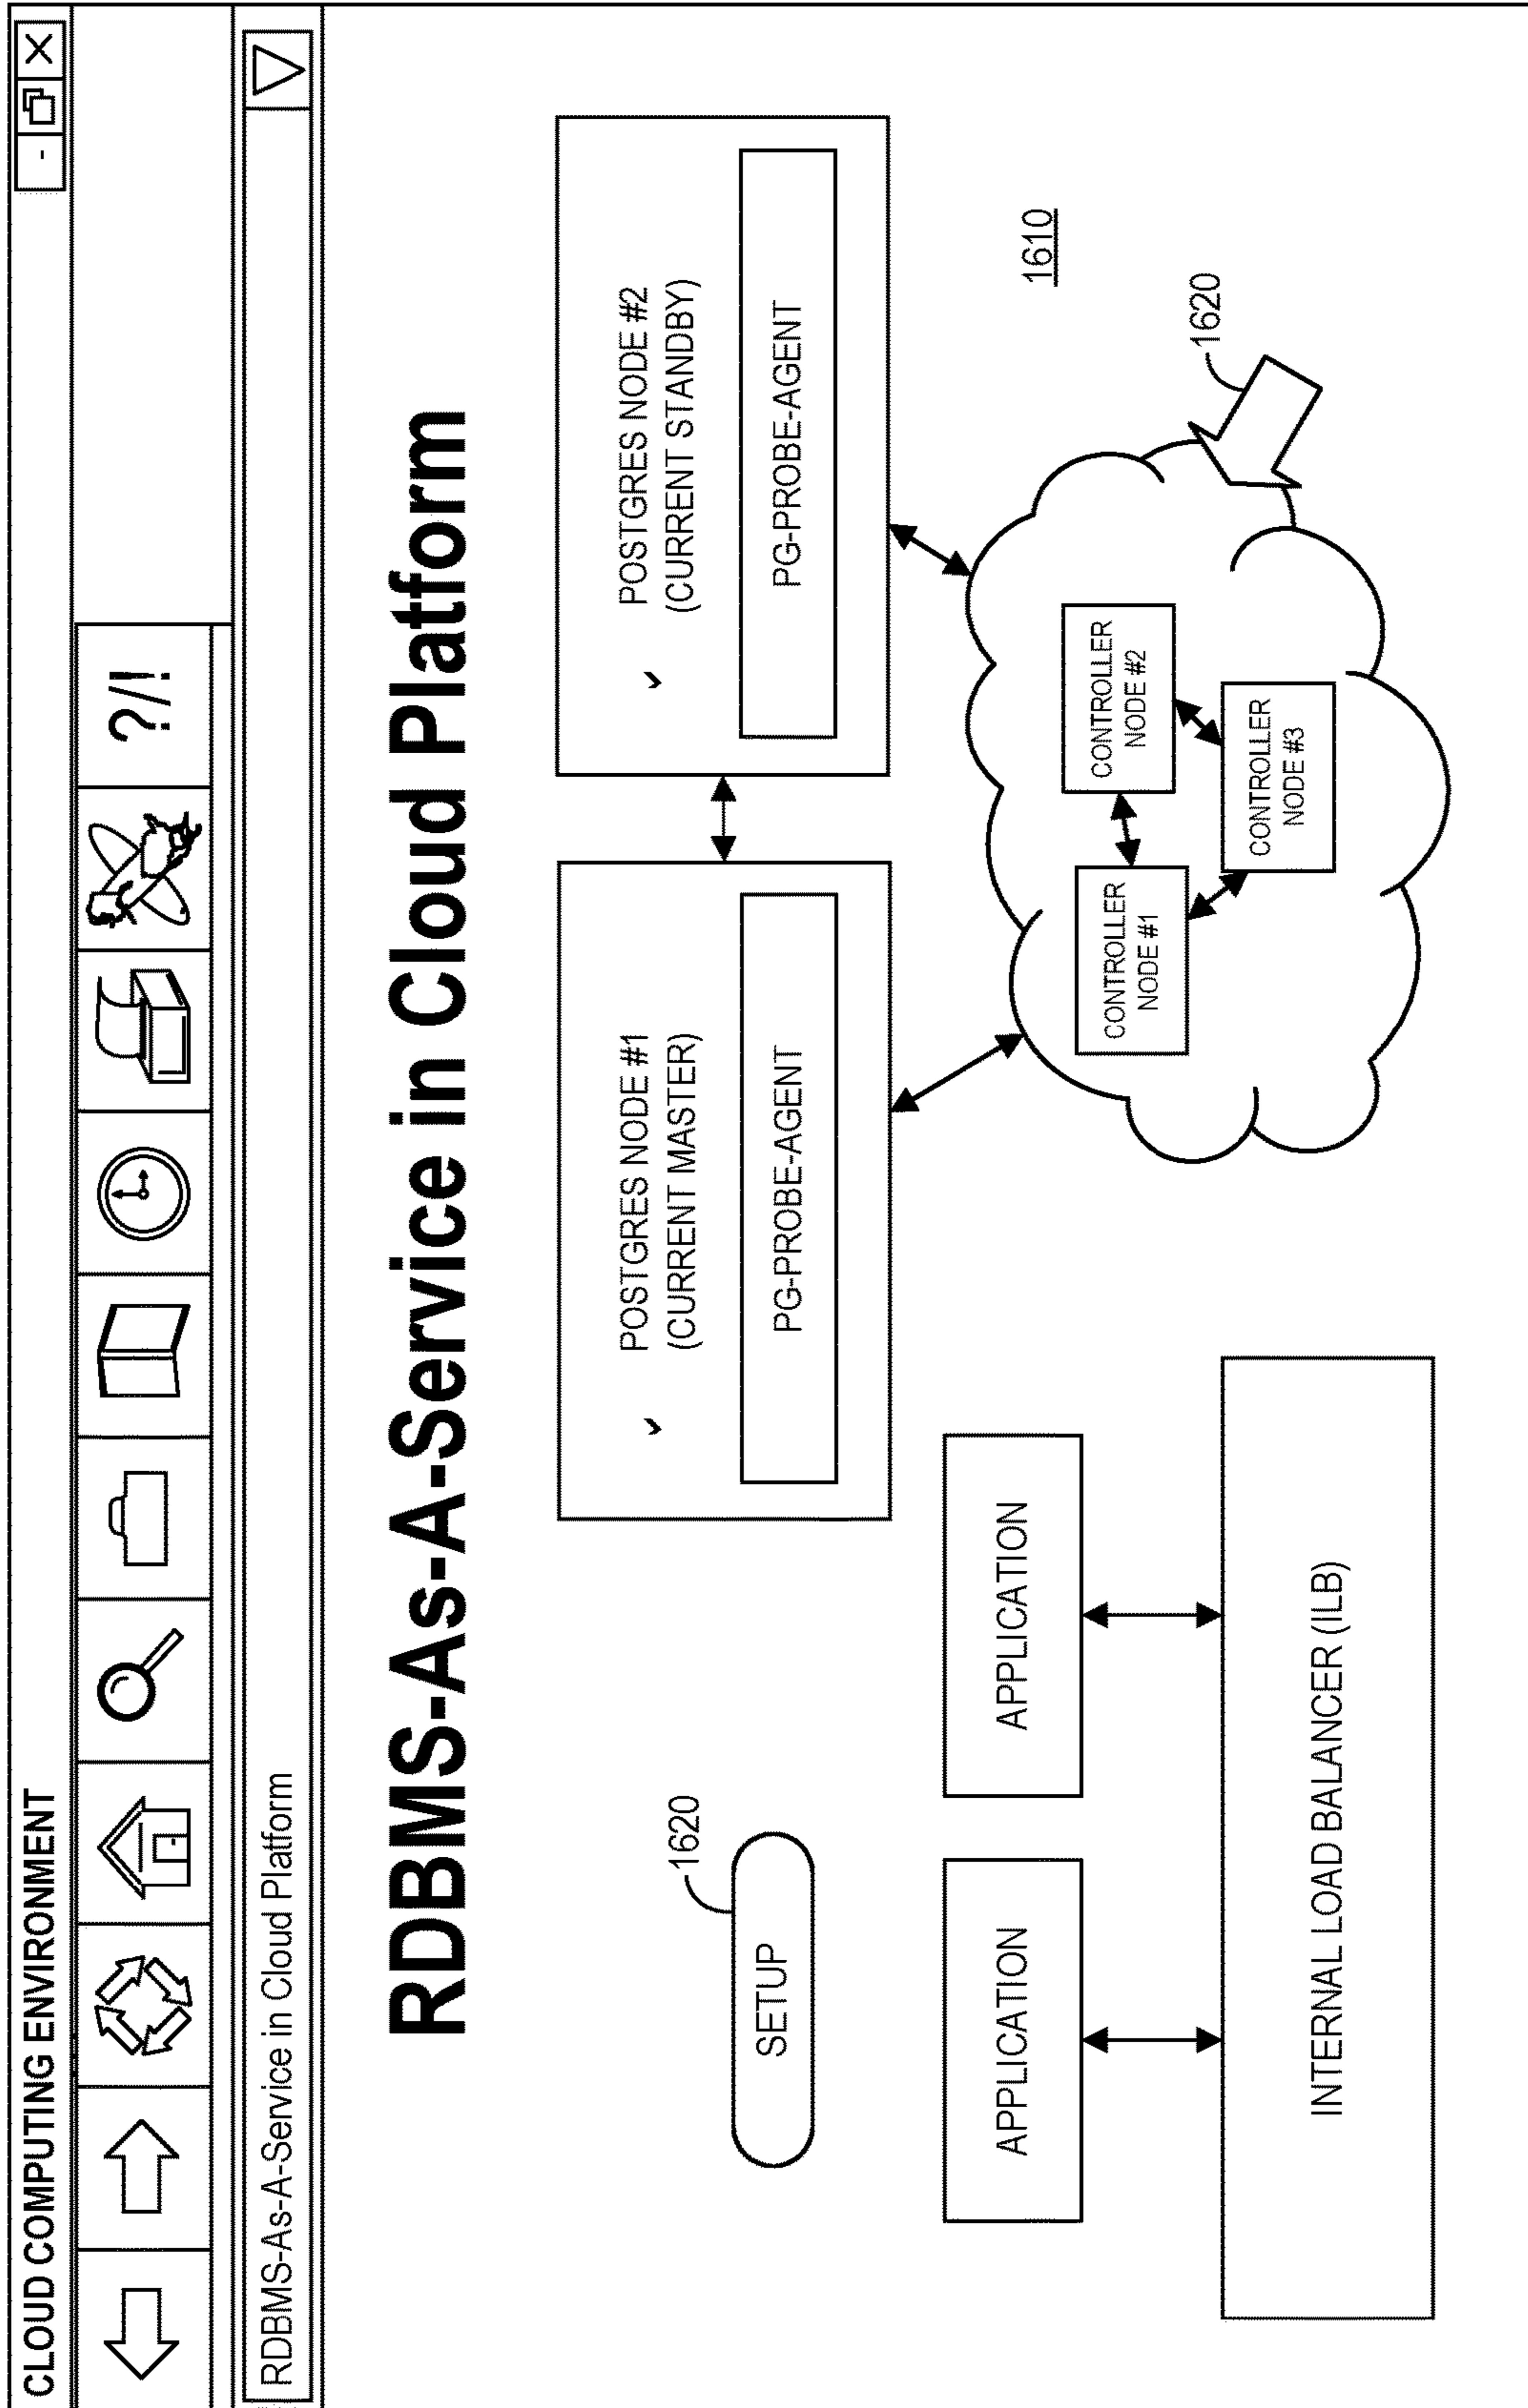 CLOUD COMPUTING ENVIRONMENT
- X
?/!
RDBMS-As-A-Service in Cloud Platform
RDBMS-As-A-Service in Cloud Platform
SETUP
1620
✓ POSTGRES NODE #1
(CURRENT MASTER)
PG-PROBE-AGENT
✓ POSTGRES NODE #2
(CURRENT STANDBY)
PG-PROBE-AGENT
APPLICATION
APPLICATION
INTERNAL LOAD BALANCER (ILB)
CONTROLLER
NODE #1
CONTROLLER
NODE #2
CONTROLLER
NODE #3
1610
1620